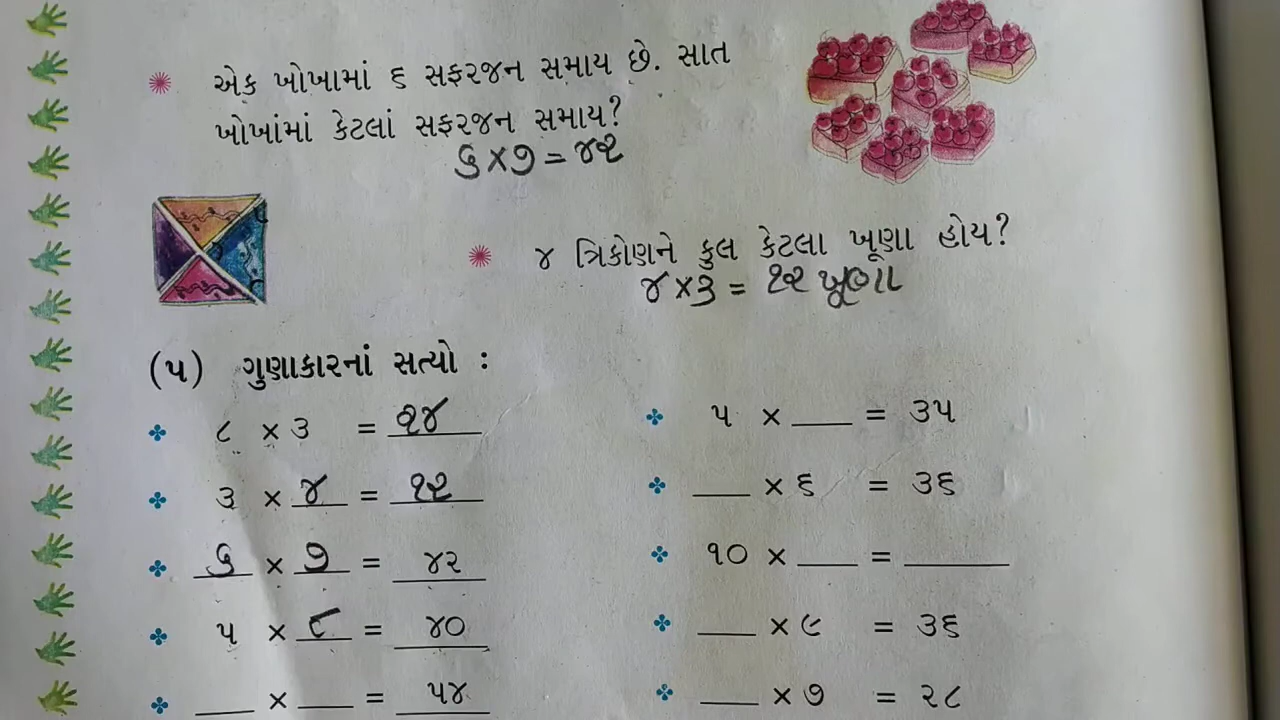 એક ખોખામાં ૬ સફરજન સમાય છે. સાત
ખોખાંમાં કેટલાં સફરજન સમાય?
૬ × ૭ = ૪૨
૪ ત્રિકોણને કુલ કેટલા ખૂણા હોય?
૪ × ૩ = ૧૨ ખૂણા
(૫) ગુણાકારનાં સત્યો :
૮ × ૩ = ૨૪
૩ × ૪ = ૧૨
૬ × ૭ = ૪૨
૫ × ૮ = ૪૦
___ × ___ = ૫૪
૫ × ___ = ૩૫
___ × ૬ = ૩૬
૧૦ × ___ = ___
___ × ૯ = ૩૬
___ × ૭ = ૨૮